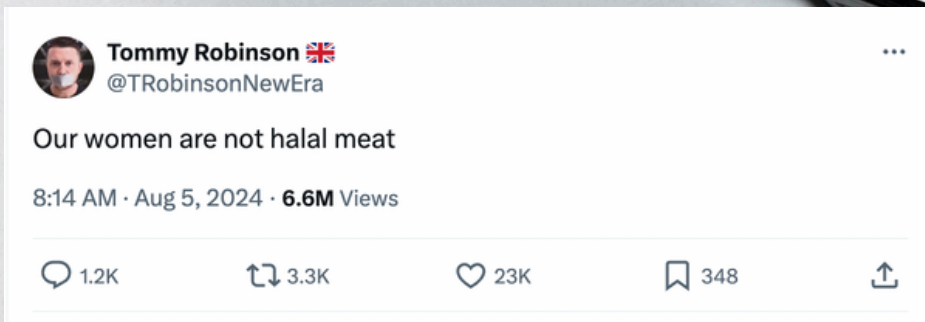 Tommy Robinson 🇬🇧
@TRobinsonNewEra
Our women are not halal meat
8:14 AM · Aug 5, 2024 · 6.6M Views
1.2K 3.3K 23K 348